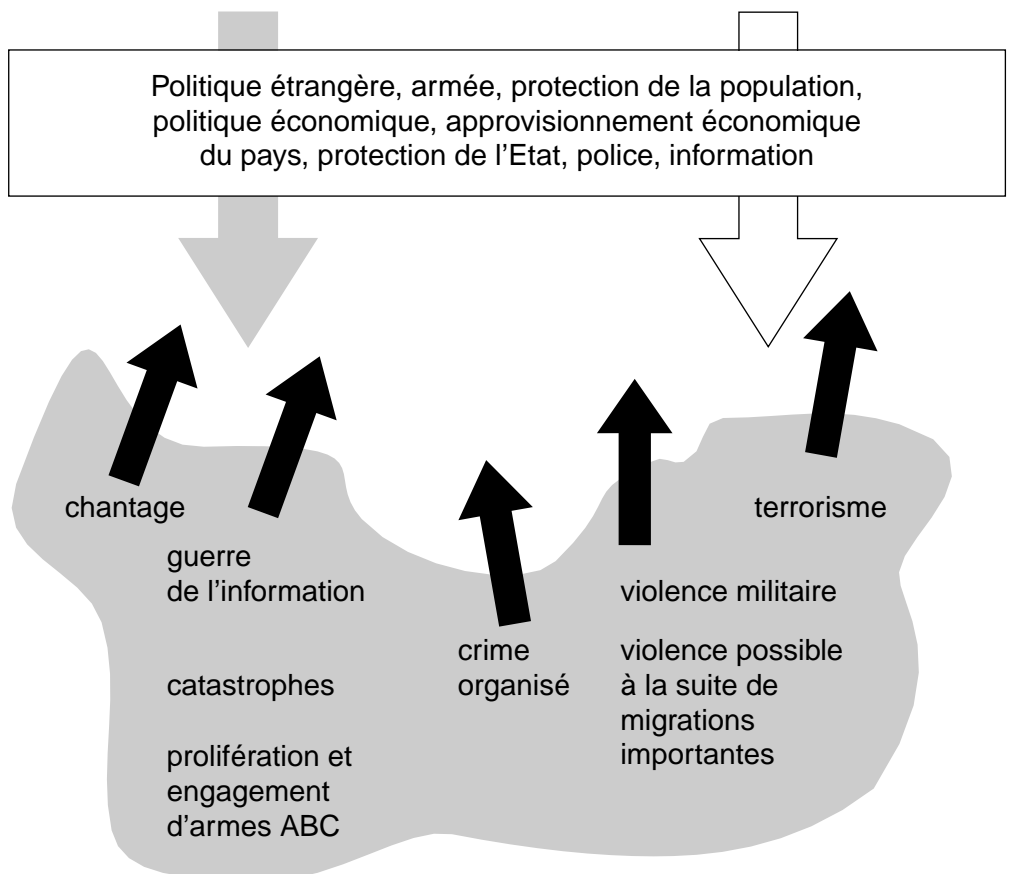 Politique étrangère, armée, protection de la population,
politique économique, approvisionnement économique
du pays, protection de l’Etat, police, information
chantage
terrorisme
guerre
de l’information
violence militaire
crime
organisé
violence possible
à la suite de
migrations
importantes
catastrophes
prolifération et
engagement
d’armes ABC